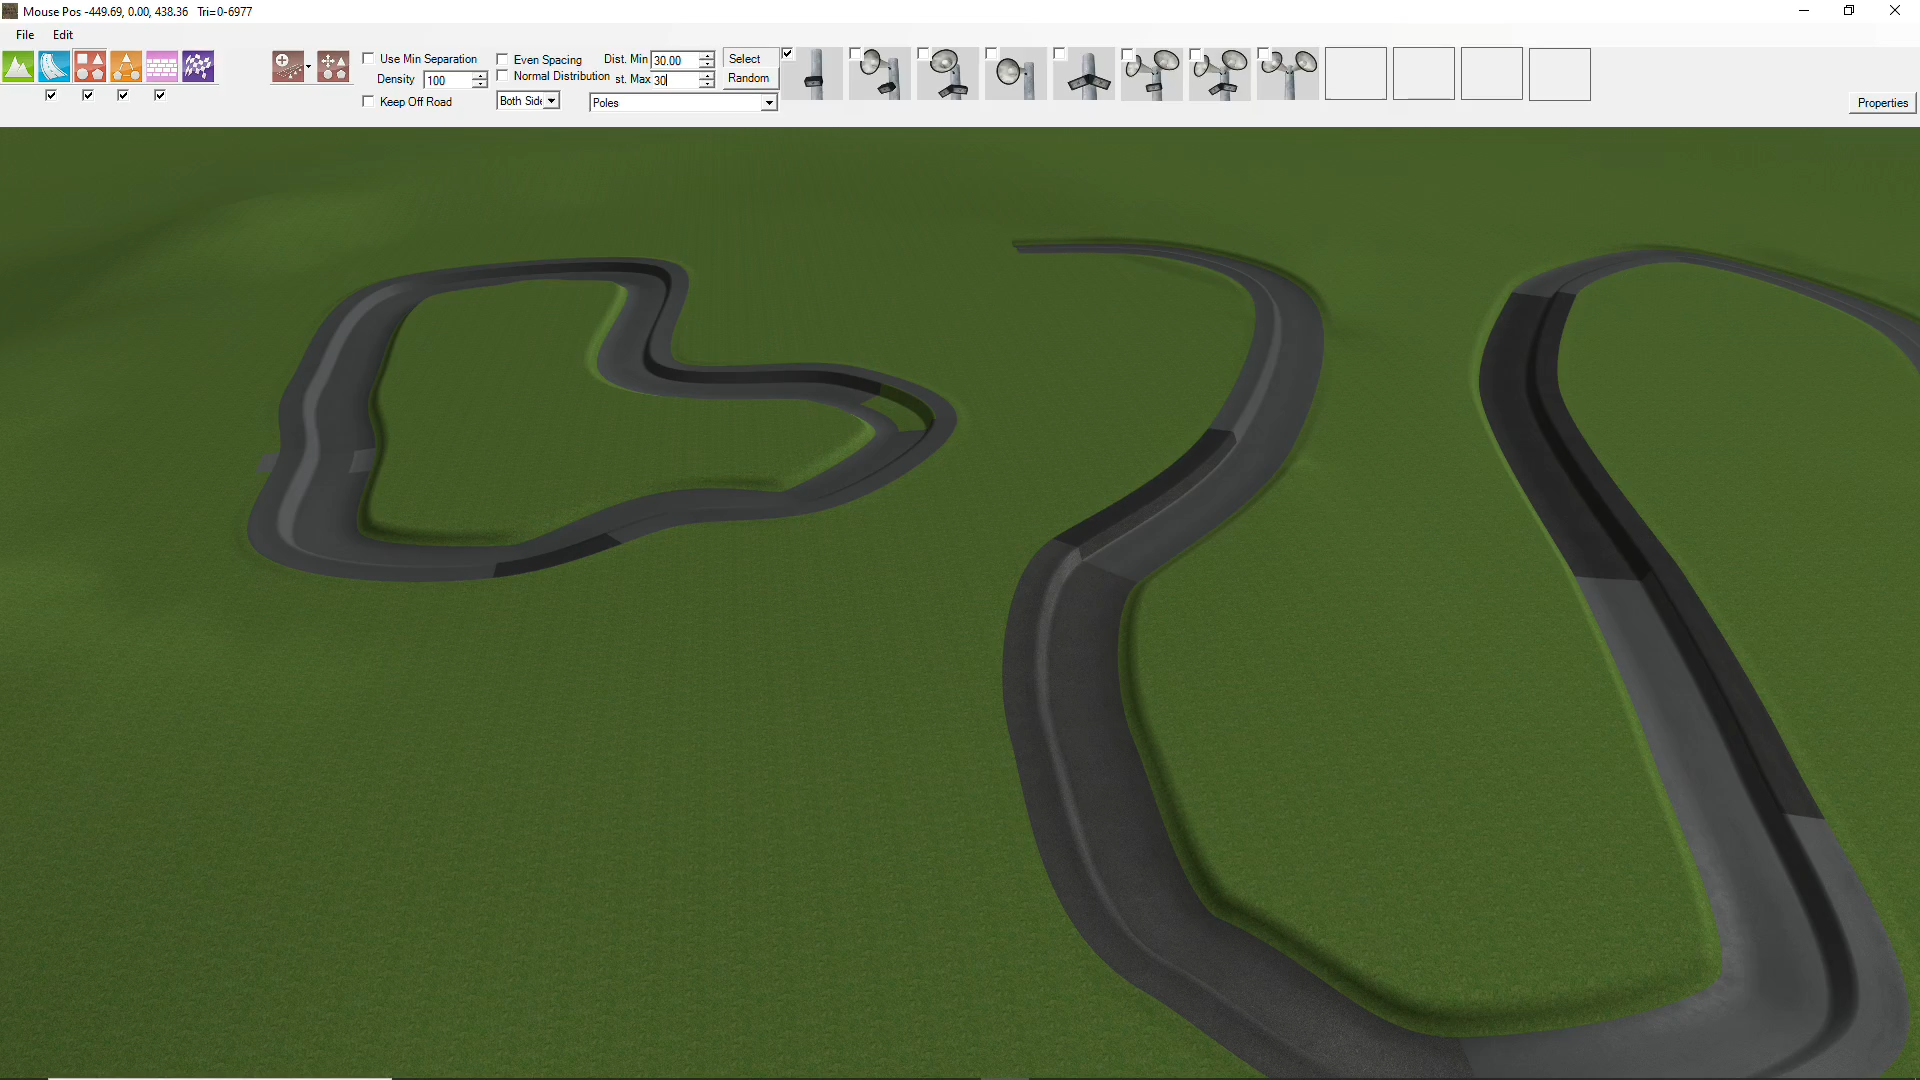 Mouse Pos -449.69, 0.00, 438.36   Tri=0-6977
File Edit
Use Min Separation
Density 100
Keep Off Road
Even Spacing
Normal Distribution
Both Side
Dist. Min 30.00
st. Max 30
Poles
Select
Random
Properties